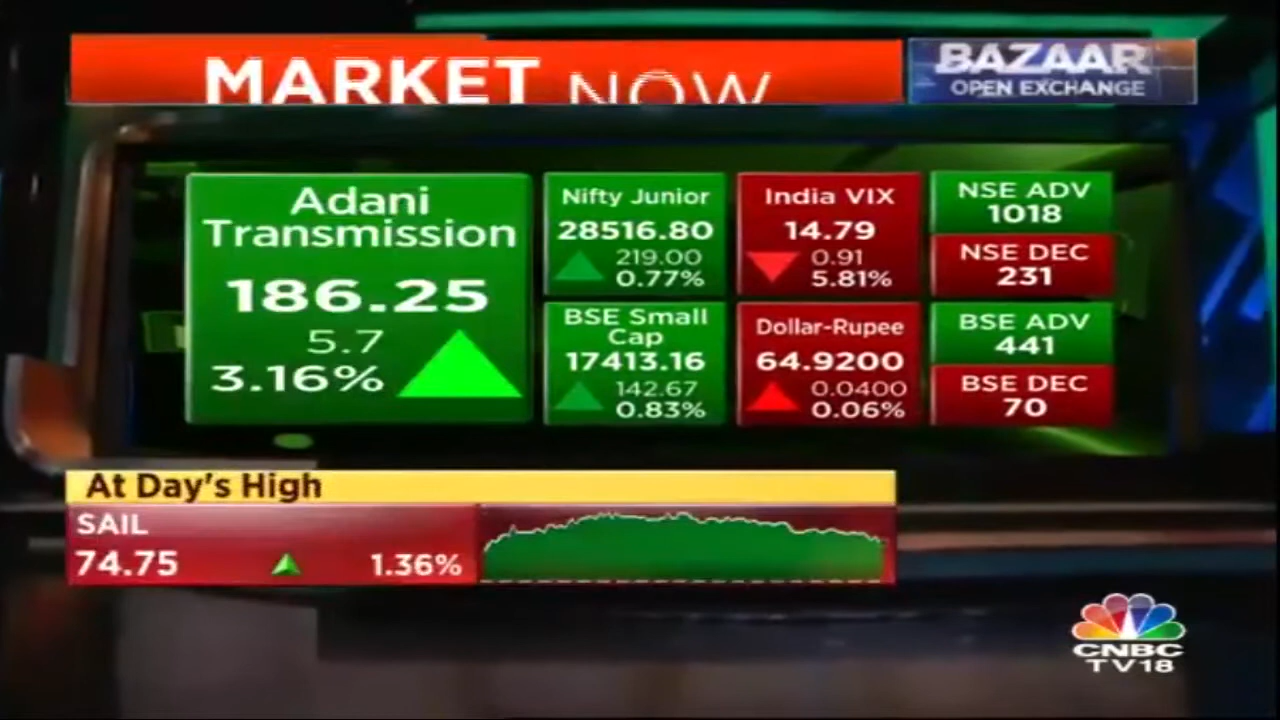 MARKET NOW
BAZAAR
OPEN EXCHANGE
Adani
Transmission
186.25
5.7
3.16%
Nifty Junior
28516.80
219.00
0.77%
India VIX
14.79
0.91
5.81%
NSE ADV
1018
NSE DEC
231
BSE Small
Cap
17413.16
142.67
0.83%
Dollar-Rupee
64.9200
0.0400
0.06%
BSE ADV
441
BSE DEC
70
At Day's High
SAIL
74.75
1.36%
CNBC
TV18